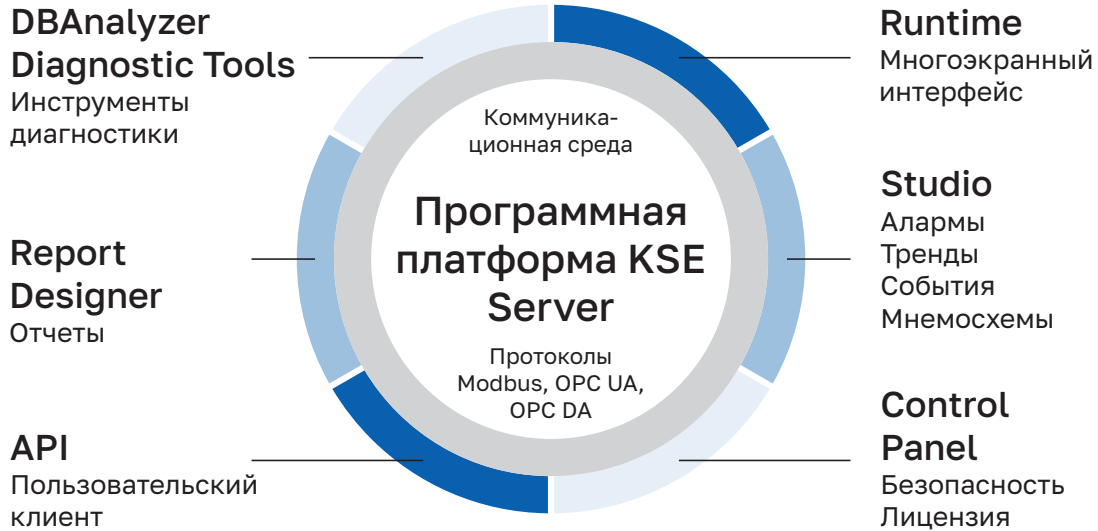 DBAnalyzer
Diagnostic Tools
Инструменты
диагностики
Report
Designer
Отчеты
API
Пользовательский
клиент
Коммуника-
ционная среда
Программная
платформа KSE
Server
Протоколы
Modbus, OPC UA,
OPC DA
Runtime
Многоэкранный
интерфейс
Studio
Алармы
Тренды
События
Мнемосхемы
Control
Panel
Безопасность
Лицензия